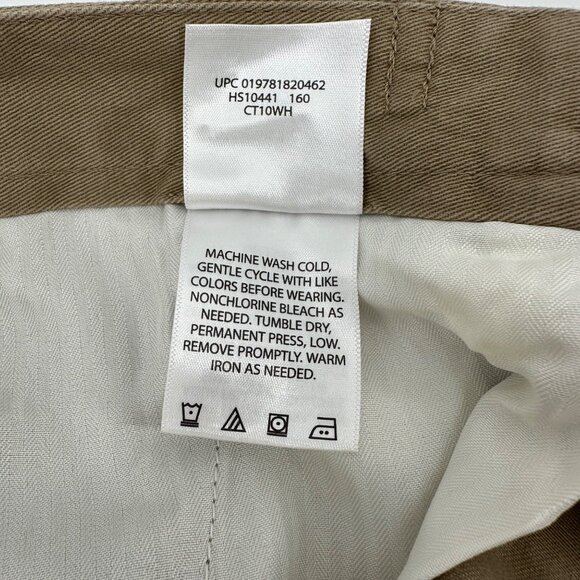 UPC 019781820462
HS10441 160
CT10WH
MACHINE WASH COLD,
GENTLE CYCLE WITH LIKE
COLORS BEFORE WEARING.
NONCHLORINE BLEACH AS
NEEDED. TUMBLE DRY,
PERMANENT PRESS, LOW.
REMOVE PROMPTLY. WARM
IRON AS NEEDED.